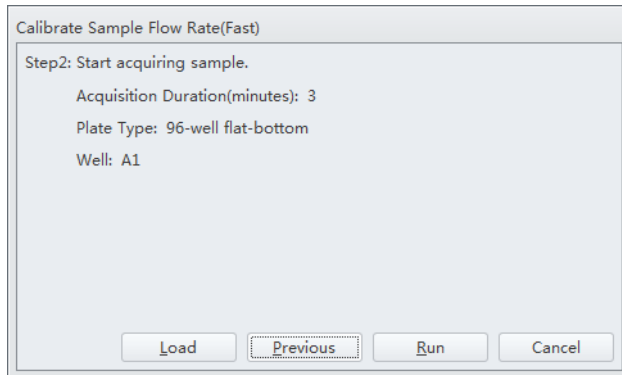 Calibrate Sample Flow Rate(Fast)
Step2: Start acquiring sample.
Acquisition Duration(minutes): 3
Plate Type: 96-well flat-bottom
Well: A1
Load Previous Run Cancel